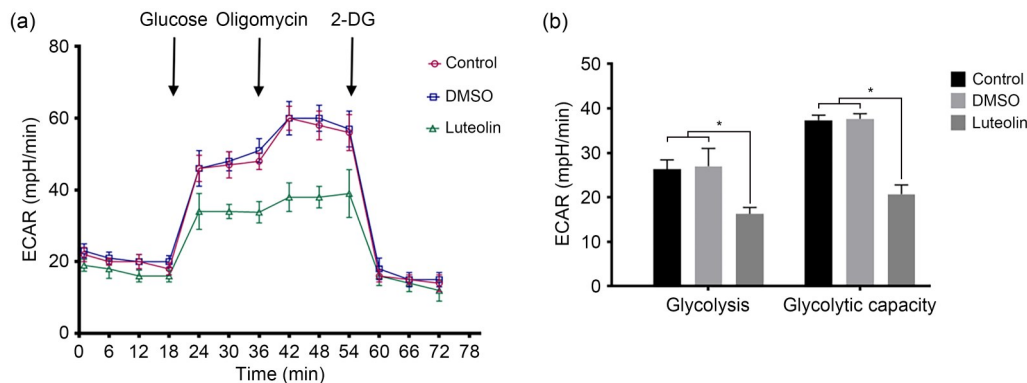 (a)
Glucose Oligomycin 2-DG
80
60
40
20
0
ECAR (mpH/min)
0 6 12 18 24 30 36 42 48 54 60 66 72 78
Time (min)
Control
DMSO
Luteolin
(b)
50
40
30
20
10
0
ECAR (mpH/min)
* *
Glycolysis Glycolytic capacity
Control
DMSO
Luteolin